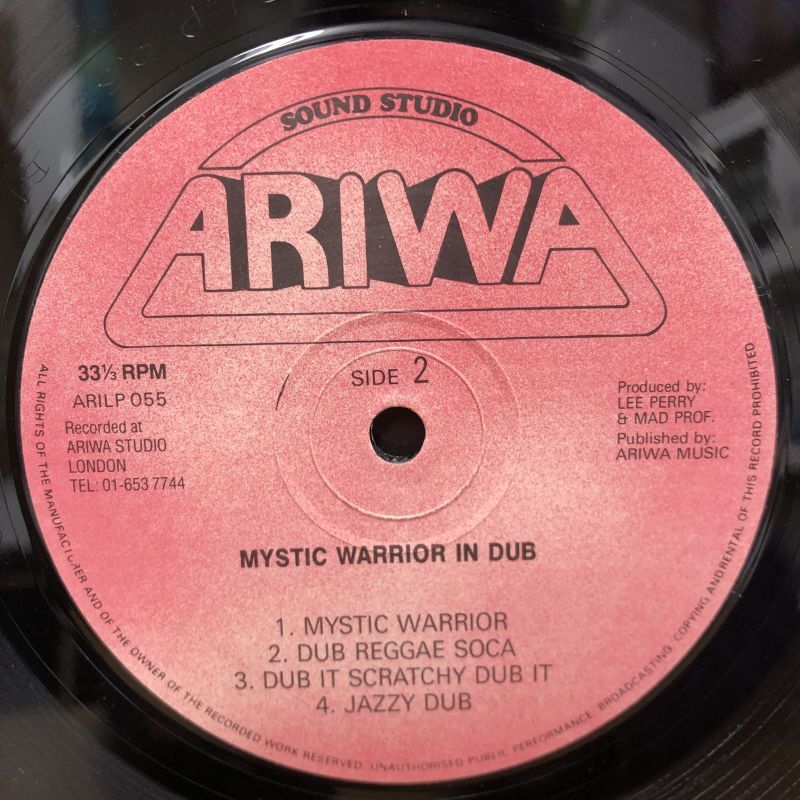 SOUND STUDIO
ARIWA
33⅓ RPM
ARILP 055
Recorded at
ARIWA STUDIO
LONDON
TEL: 01-653 7744
SIDE 2
Produced by:
LEE PERRY
& MAD PROF.
Published by:
ARIWA MUSIC
MYSTIC WARRIOR IN DUB
1. MYSTIC WARRIOR
2. DUB REGGAE SOCA
3. DUB IT SCRATCHY DUB IT
4. JAZZY DUB
ALL RIGHTS OF THE MANUFACTURER AND OF THE OWNER OF THE RECORDED WORK RESERVED. UNAUTHORISED PUBLIC PERFORMANCE BROADCASTING COPYING AND RENTAL OF THIS RECORD PROHIBITED